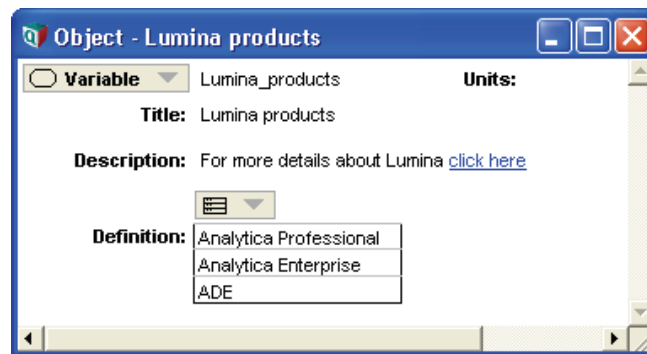 Object - Lumina products
Variable Lumina_products Units:
Title: Lumina products
Description: For more details about Lumina click here
Definition: Analytica Professional
Analytica Enterprise
ADE